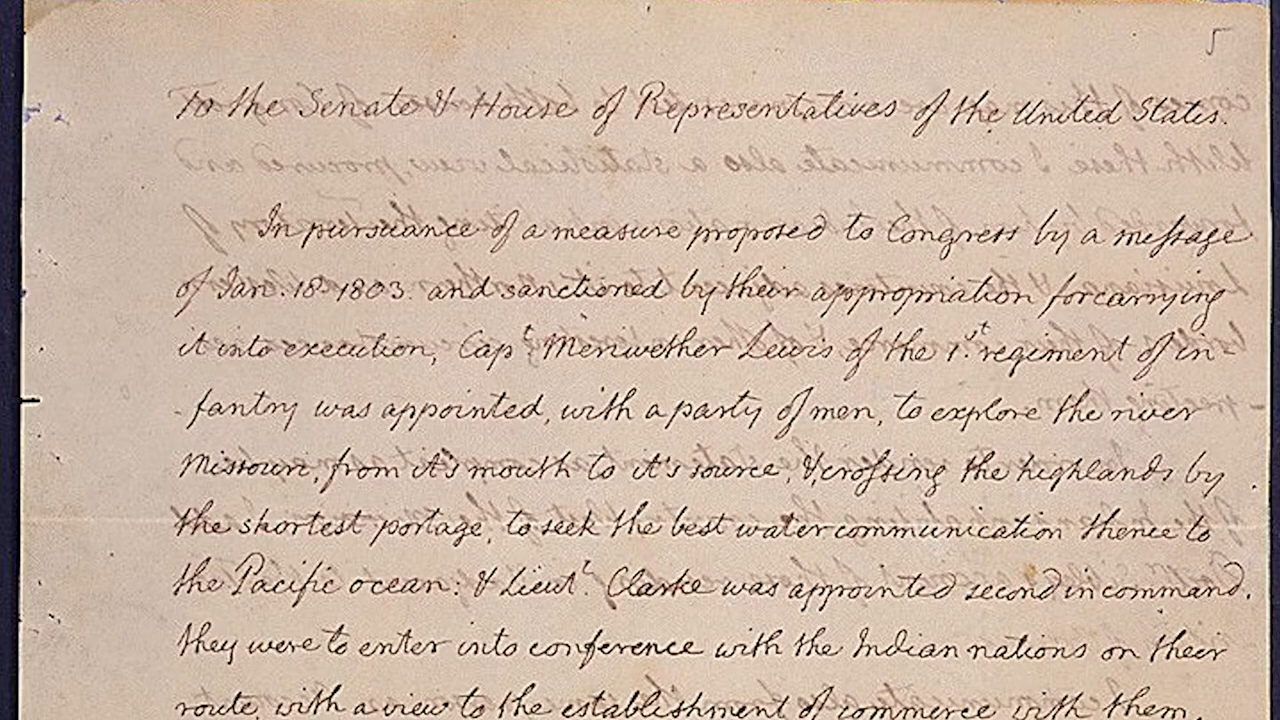 5
To the Senate & House of Representatives of the United States.
In pursuance of a measure proposed to Congress by a message
of Jan. 18. 1803. and sanctioned by their appropriation for carrying
it into execution, Capt. Meriwether Lewis of the 1st. regiment of in-
-fantry was appointed, with a party of men, to explore the river
Missouri, from it's mouth to it's source, &, crossing the highlands by
the shortest portage, to seek the best water communication thence to
the Pacific ocean: & Lieutt. Clarke was appointed second in command.
they were to enter into conference with the Indian nations on their
route, with a view to the establishment of commerce with them.